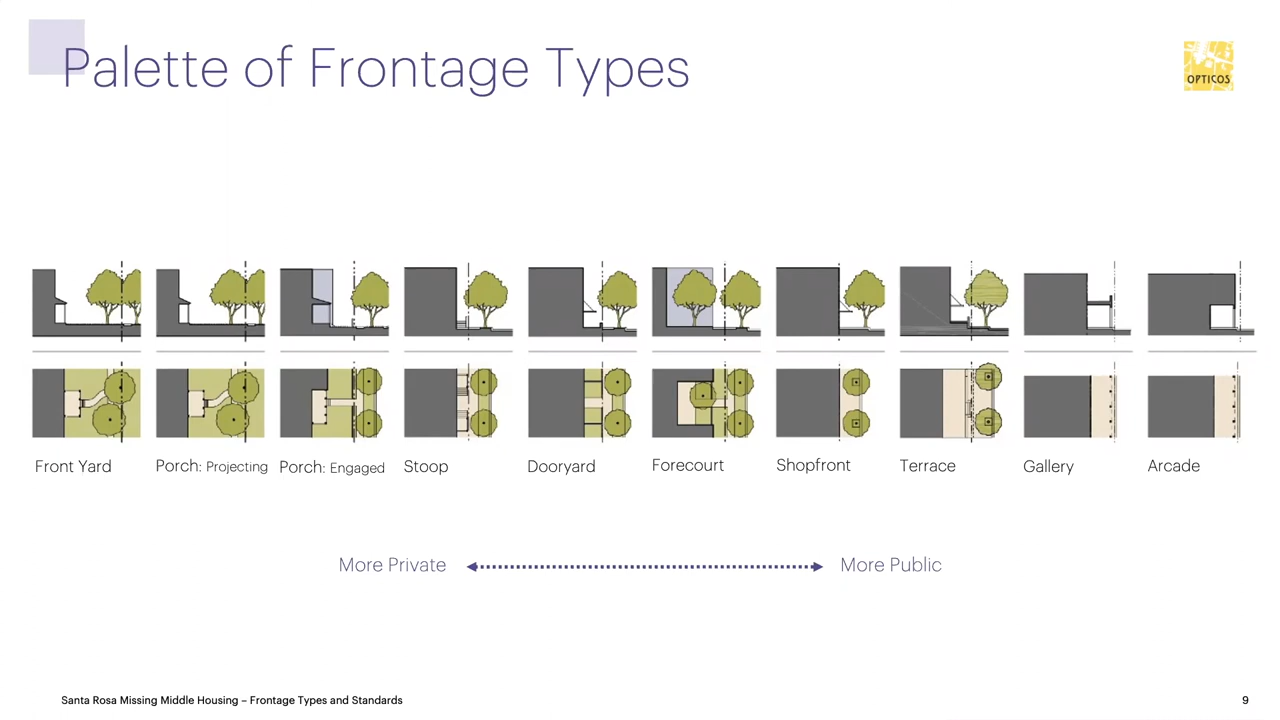 Palette of Frontage Types
OPTICOS
Front Yard
Porch: Projecting
Porch: Engaged
Stoop
Dooryard
Forecourt
Shopfront
Terrace
Gallery
Arcade
More Private
More Public
Santa Rosa Missing Middle Housing – Frontage Types and Standards
9